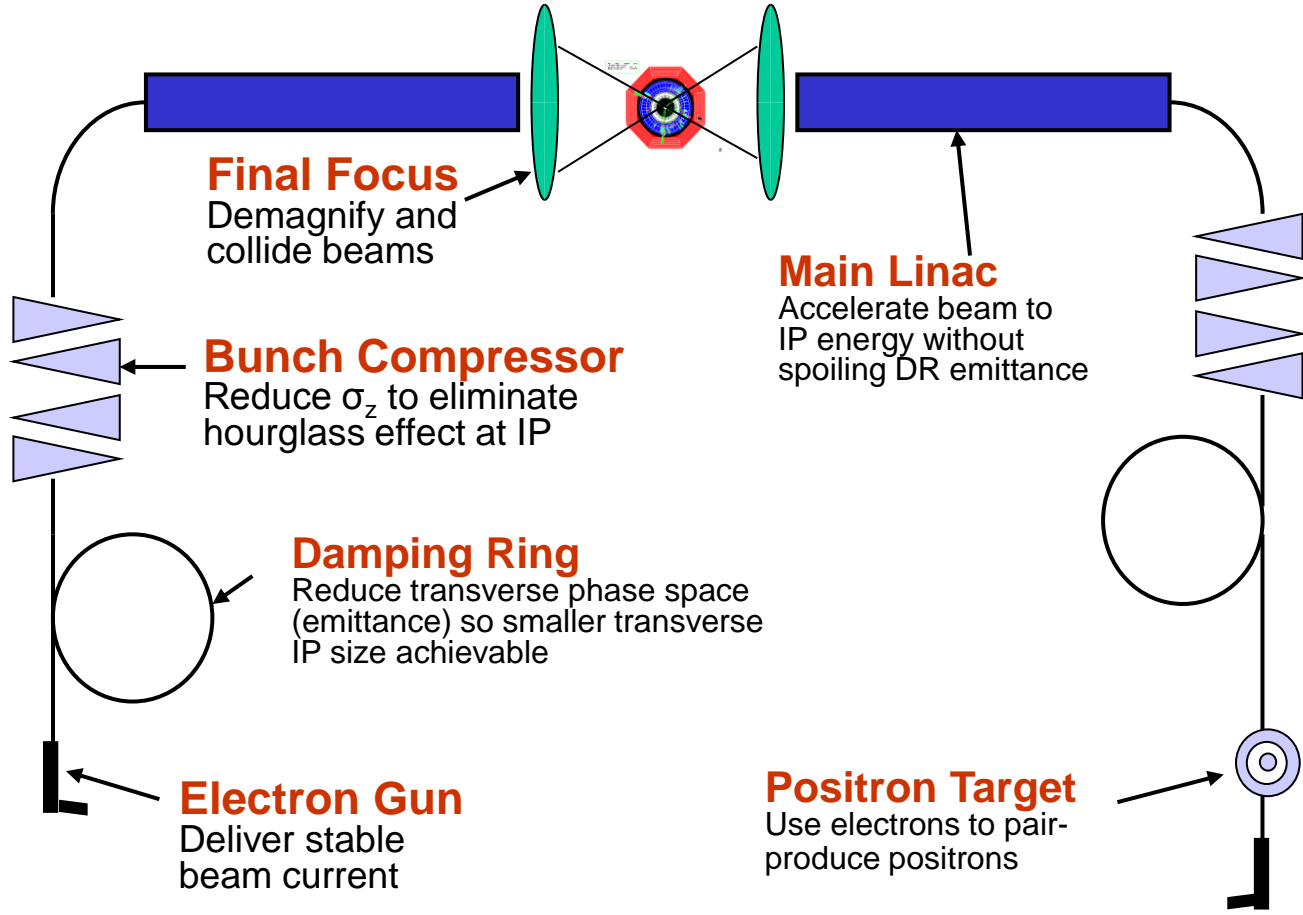 Final Focus
Demagnify and
collide beams
Main Linac
Accelerate beam to
IP energy without
spoiling DR emittance
Bunch Compressor
Reduce σz to eliminate
hourglass effect at IP
Damping Ring
Reduce transverse phase space
(emittance) so smaller transverse
IP size achievable
Electron Gun
Deliver stable
beam current
Positron Target
Use electrons to pair-
produce positrons